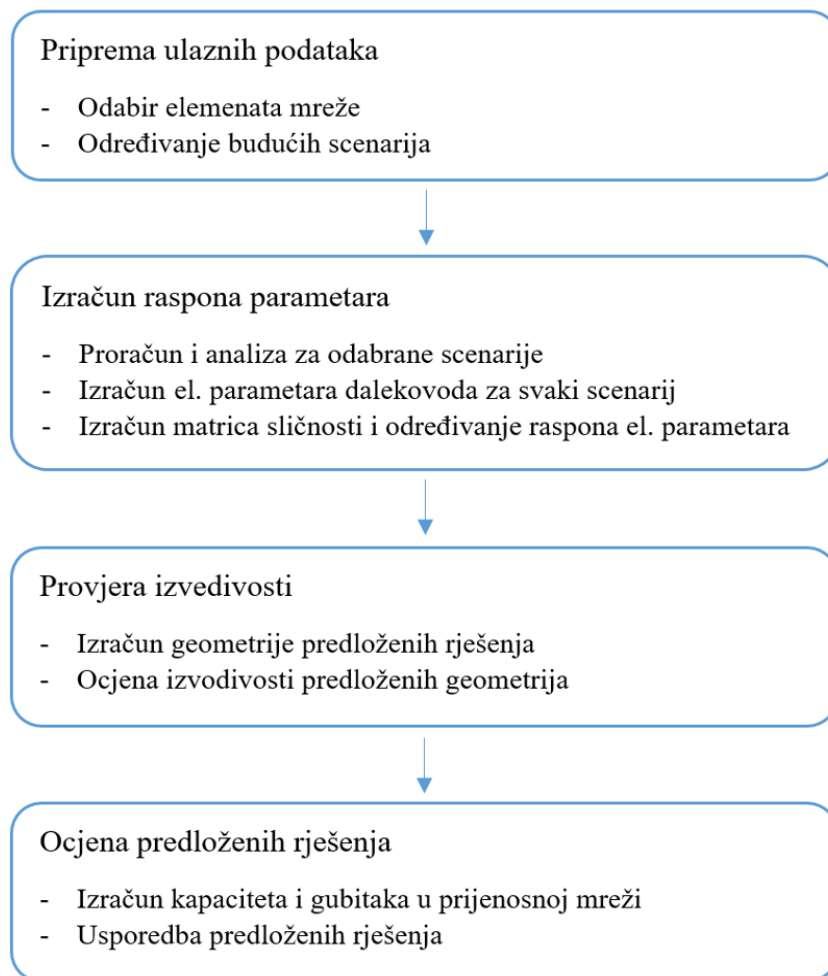 Priprema ulaznih podataka
- Odabir elemenata mreže
- Određivanje budućih scenarija
Izračun raspona parametara
- Proračun i analiza za odabrane scenarije
- Izračun el. parametara dalekovoda za svaki scenarij
- Izračun matrica sličnosti i određivanje raspona el. parametara
Provjera izvedivosti
- Izračun geometrije predloženih rješenja
- Ocjena izvodivosti predloženih geometrija
Ocjena predloženih rješenja
- Izračun kapaciteta i gubitaka u prijenosnoj mreži
- Usporedba predloženih rješenja